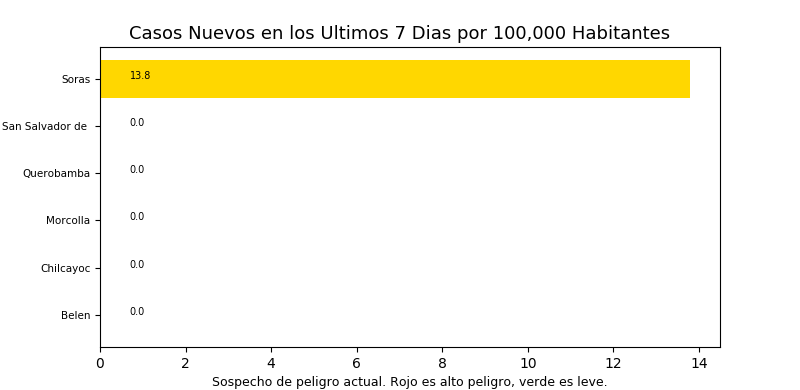 Casos Nuevos en los Ultimos 7 Dias por 100,000 Habitantes
Soras 13.8
San Salvador de 0.0
Querobamba 0.0
Morcolla 0.0
Chilcayoc 0.0
Belen 0.0
0 2 4 6 8 10 12 14
Sospecho de peligro actual. Rojo es alto peligro, verde es leve.